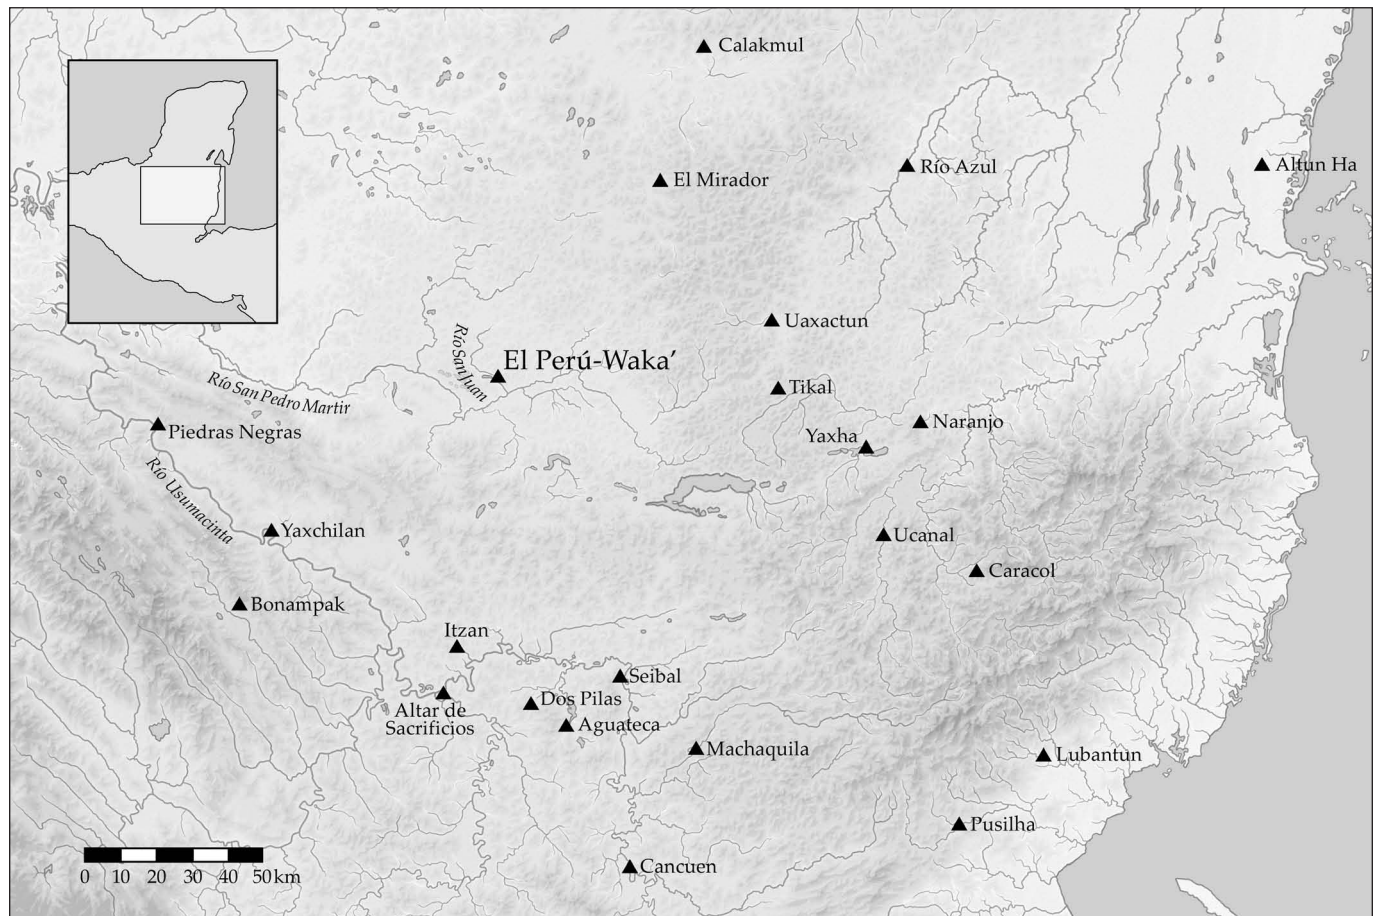 Calakmul
El Mirador
Río Azul
Altun Ha
Uaxactun
El Perú-Waka’
Río San Juan
Tikal
Río San Pedro Martir
Piedras Negras
Naranjo
Yaxha
Río Usumacinta
Yaxchilan
Ucanal
Caracol
Bonampak
Itzan
Seibal
Dos Pilas
Altar de
Sacrificios
Aguateca
Machaquila
Lubantun
Pusilha
Cancuen
0 10 20 30 40 50 km